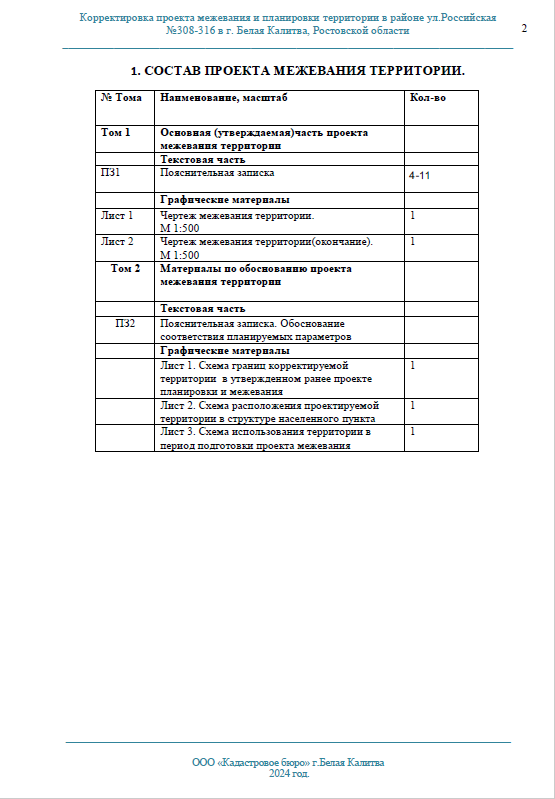 Корректировка проекта межевания и планировки территории в районе ул.Российская
№308-316 в г. Белая Калитва, Ростовской области
2
1. СОСТАВ ПРОЕКТА МЕЖЕВАНИЯ ТЕРРИТОРИИ.
№ Тома Наименование, масштаб Кол-во
Том 1 Основная (утверждаемая)часть проекта
межевания территории
Текстовая часть
ПЗ1 Пояснительная записка 4-11
Графические материалы
Лист 1 Чертеж межевания территории. 1
М 1:500
Лист 2 Чертеж межевания территории(окончание). 1
М 1:500
Том 2 Материалы по обоснованию проекта
межевания территории
Текстовая часть
ПЗ2 Пояснительная записка. Обоснование
соответствия планируемых параметров
Графические материалы
Лист 1. Схема границ корректируемой 1
территории в утвержденном ранее проекте
планировки и межевания
Лист 2. Схема расположения проектируемой 1
территории в структуре населенного пункта
Лист 3. Схема использования территории в 1
период подготовки проекта межевания
ООО «Кадастровое бюро» г.Белая Калитва
2024 год.